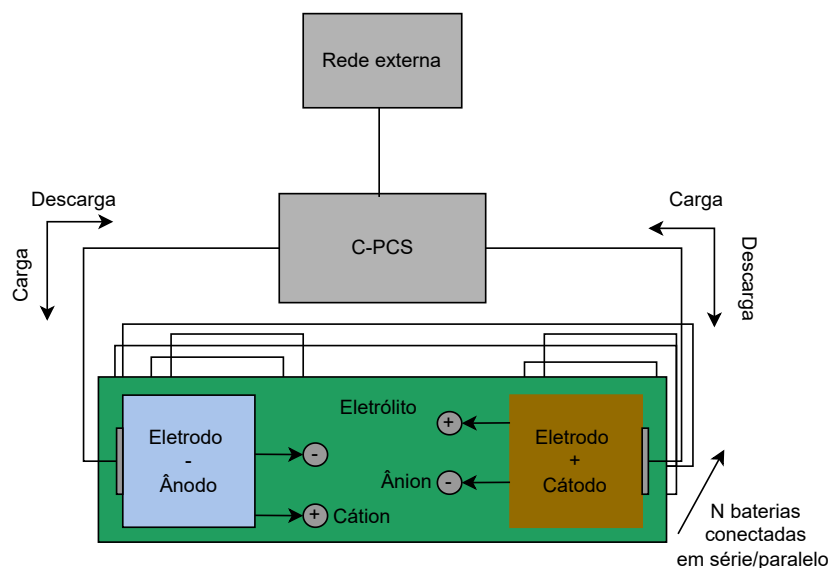 Rede externa
Descarga
Carga
C-PCS
Carga
Descarga
Eletrólito
+
Eletrodo
-
Ânodo
-
Eletrodo
+
Cátodo
Ânion
-
+
Cátion
N baterias
conectadas
em série/paralelo